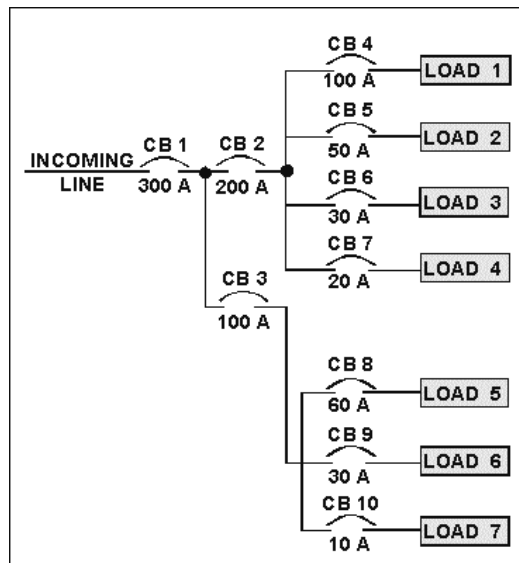 CB 4
100 A
LOAD 1
CB 5
50 A
LOAD 2
CB 1
CB 2
INCOMING
LINE
300 A
200 A
CB 6
30 A
LOAD 3
CB 7
20 A
LOAD 4
CB 3
100 A
CB 8
60 A
LOAD 5
CB 9
30 A
LOAD 6
CB 10
10 A
LOAD 7